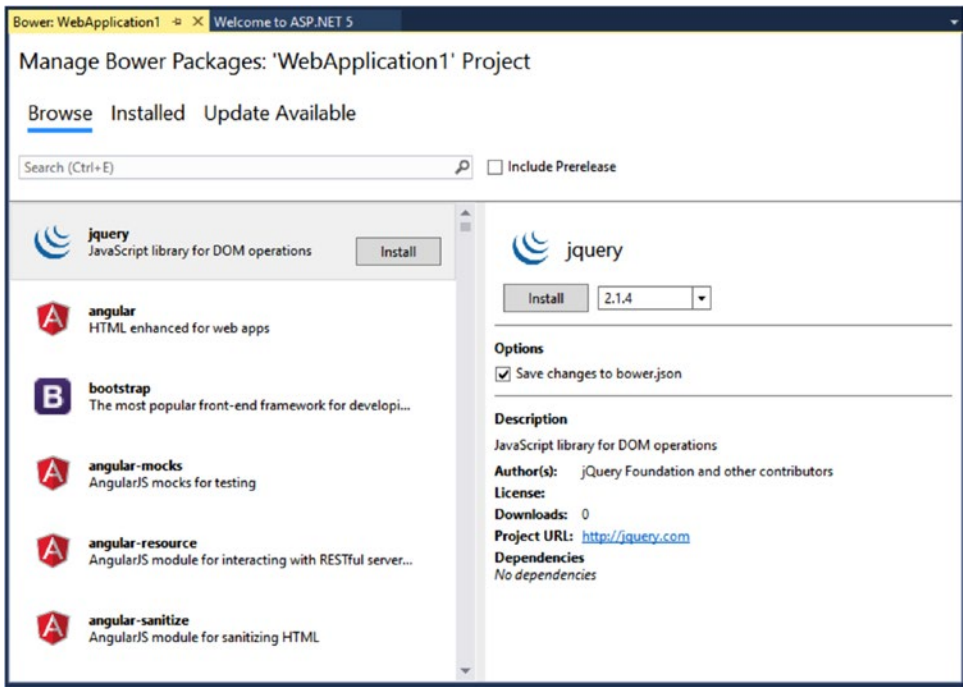 Bower: WebApplication1
Welcome to ASP.NET 5
Manage Bower Packages: 'WebApplication1' Project
Browse Installed Update Available
Search (Ctrl+E)
Include Prerelease
jquery
JavaScript library for DOM operations
Install
angular
HTML enhanced for web apps
B
bootstrap
The most popular front-end framework for developi...
angular-mocks
AngularJS mocks for testing
angular-resource
AngularJS module for interacting with RESTful server...
angular-sanitize
AngularJS module for sanitizing HTML
jquery
Install 2.1.4
Options
Save changes to bower.json
Description
JavaScript library for DOM operations
Author(s): jQuery Foundation and other contributors
License:
Downloads: 0
Project URL: http://jquery.com
Dependencies
No dependencies